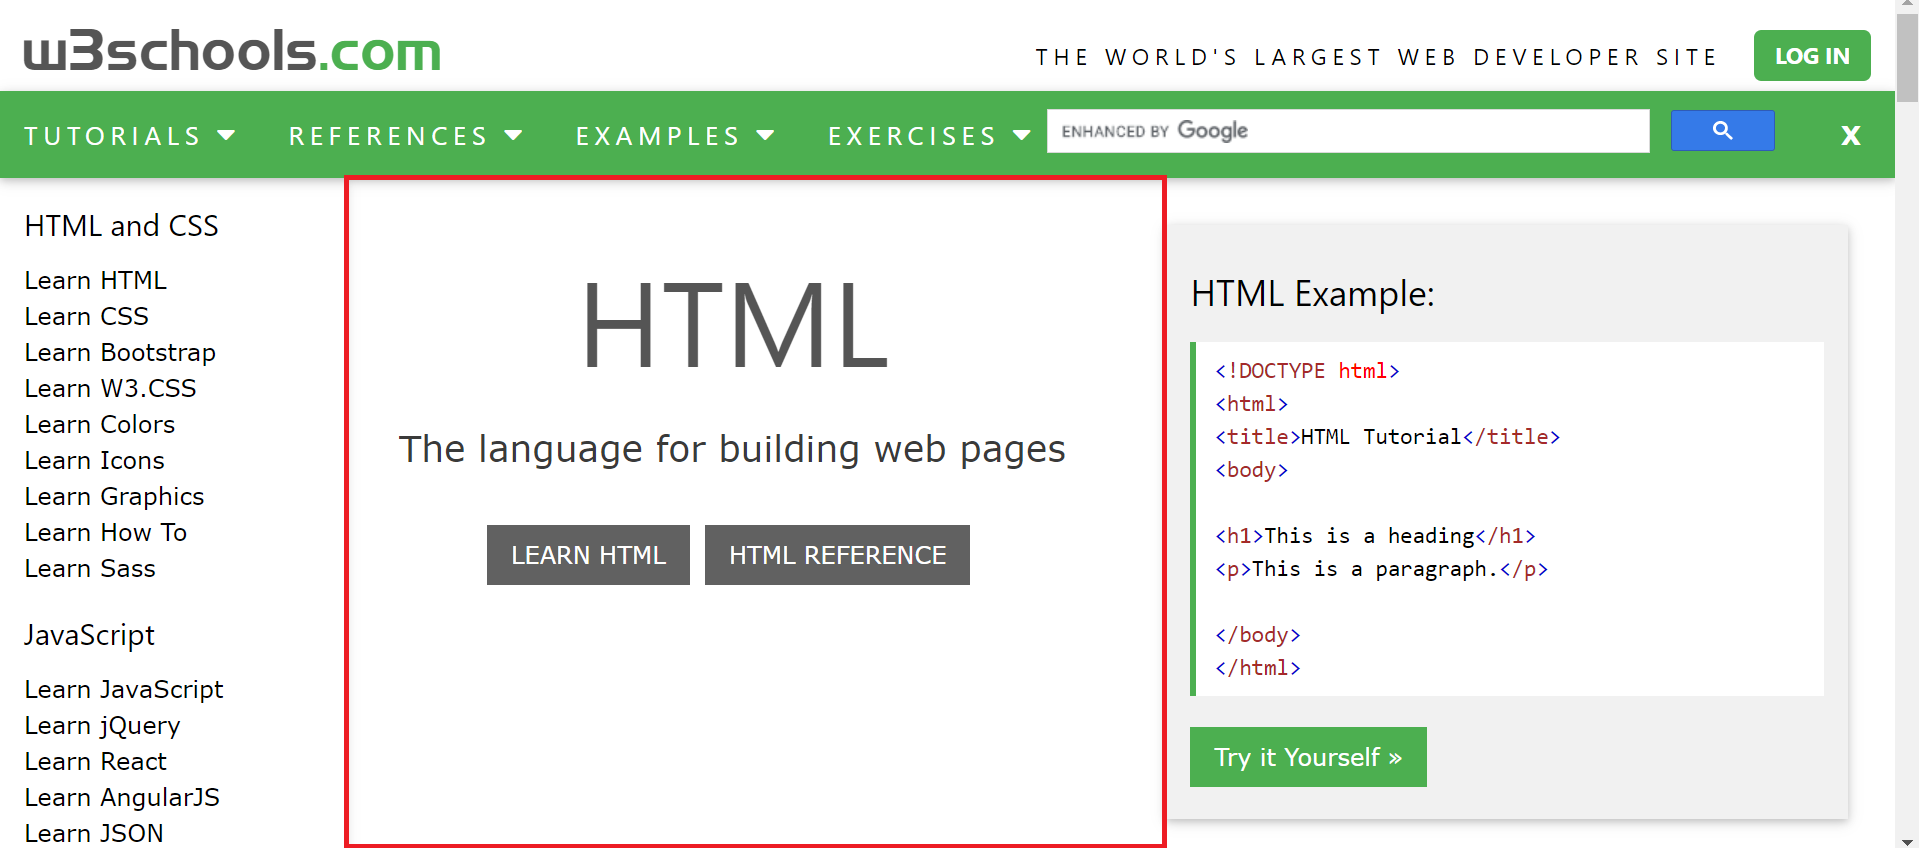 w3schools.com
THE WORLD'S LARGEST WEB DEVELOPER SITE
LOG IN
TUTORIALS REFERENCES EXAMPLES EXERCISES ENHANCED BY Google X
HTML and CSS
Learn HTML
Learn CSS
Learn Bootstrap
Learn W3.CSS
Learn Colors
Learn Icons
Learn Graphics
Learn How To
Learn Sass
JavaScript
Learn JavaScript
Learn jQuery
Learn React
Learn AngularJS
Learn JSON
HTML
The language for building web pages
LEARN HTML HTML REFERENCE
HTML Example:
<!DOCTYPE html>
<html>
<title>HTML Tutorial</title>
<body>
<h1>This is a heading</h1>
<p>This is a paragraph.</p>
</body>
</html>
Try it Yourself »